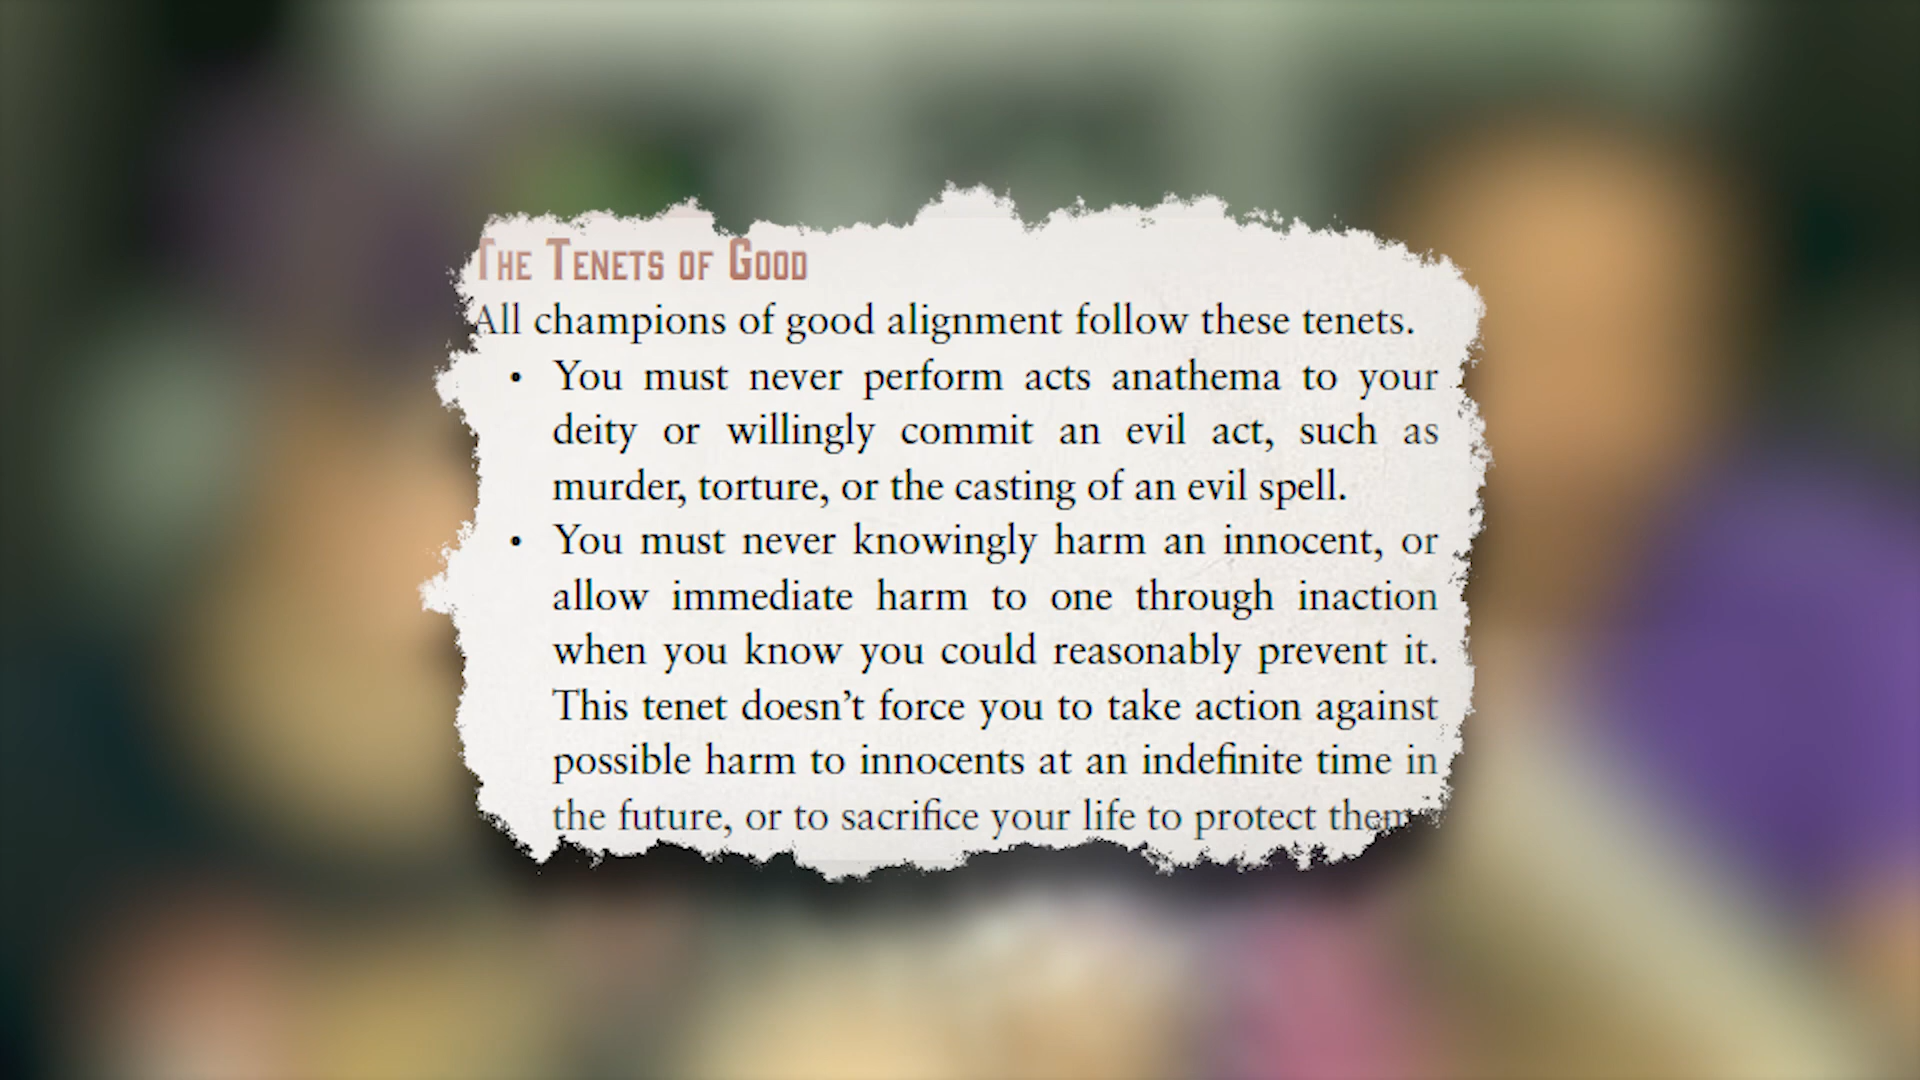 The Tenets of Good
All champions of good alignment follow these tenets.
• You must never perform acts anathema to your
deity or willingly commit an evil act, such as
murder, torture, or the casting of an evil spell.
• You must never knowingly harm an innocent, or
allow immediate harm to one through inaction
when you know you could reasonably prevent it.
This tenet doesn’t force you to take action against
possible harm to innocents at an indefinite time in
the future, or to sacrifice your life to protect them.